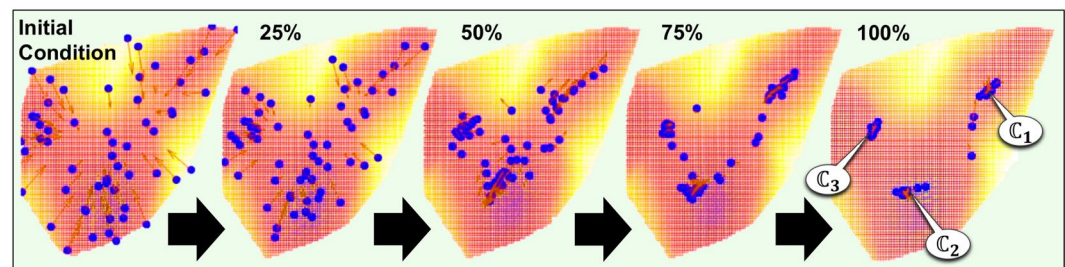 Initial
Condition
25%
50%
75%
100%
ℂ₁
ℂ₃
ℂ₂